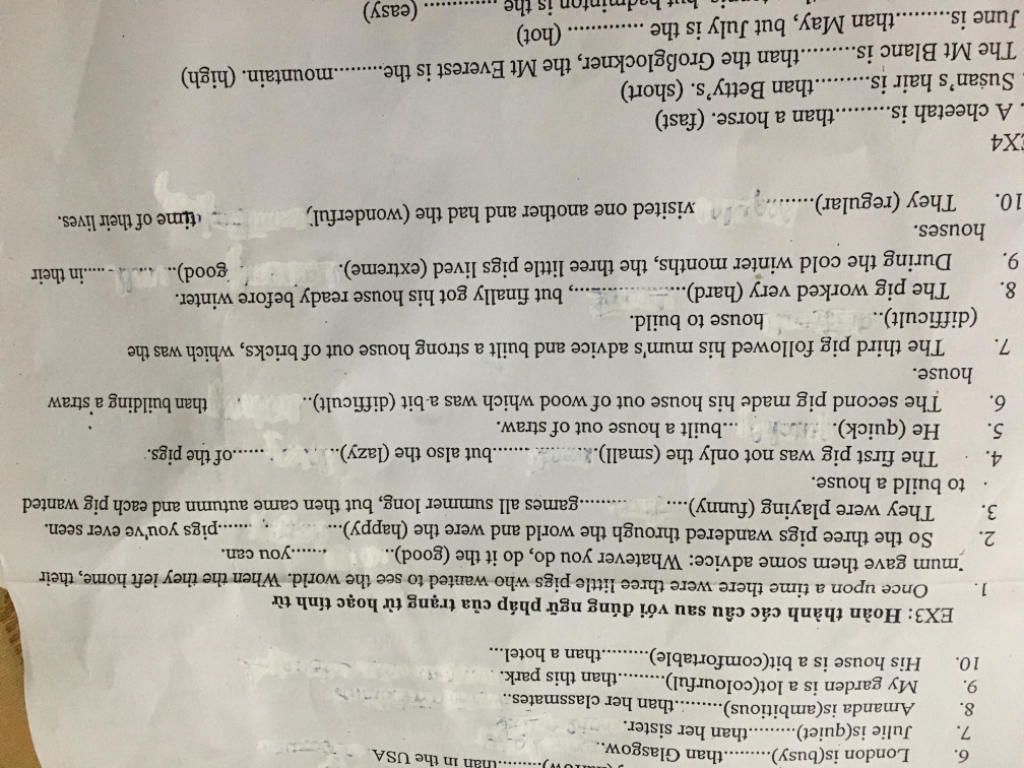 than in the USA
6. London is(busy).........than Glasgow..
7. Julie is(quiet).........than her sister.
8. Amanda is(ambitious).........than her classmates..
9. My garden is a lot(colourful).........than this park.
10. His house is a bit(comfortable).........than a hotel...
EX3: Hoàn thành các câu sau với đúng ngữ pháp của trạng từ hoặc tính từ
1. Once upon a time there were three little pigs who wanted to see the world. When the they left home, their
mum gave them some advice: Whatever you do, do it the (good).. ......you can.
2. So the three pigs wandered through the world and were the (happy)... .......pigs you've ever seen.
3. They were playing (funny).... .........games all summer long, but then came autumn and each pig wanted
to build a house.
4. The first pig was not only the (small). .......but also the (lazy).. ......of the pigs.
5. He (quick). ...built a house out of straw.
6. The second pig made his house out of wood which was a bit (difficult).. than building a straw
house.
7. The third pig followed his mum's advice and built a strong house out of bricks, which was the
(difficult).. house to build.
8. The pig worked very (hard)..................., but finally got his house ready before winter.
9. During the cold winter months, the three little pigs lived (extreme). good).. .....in their
houses.
10. They (regular)......... visited one another and had the (wonderful) time of their lives.
EX4
A cheetah is.........than a horse. (fast)
Susan's hair is.........than Betty's. (short)
The Mt Blanc is.........than the Großglockner, the Mt Everest is the.........mountain. (high)
June is.........than May, but July is the ............. (hot)
but badminton is the ............. (easy)